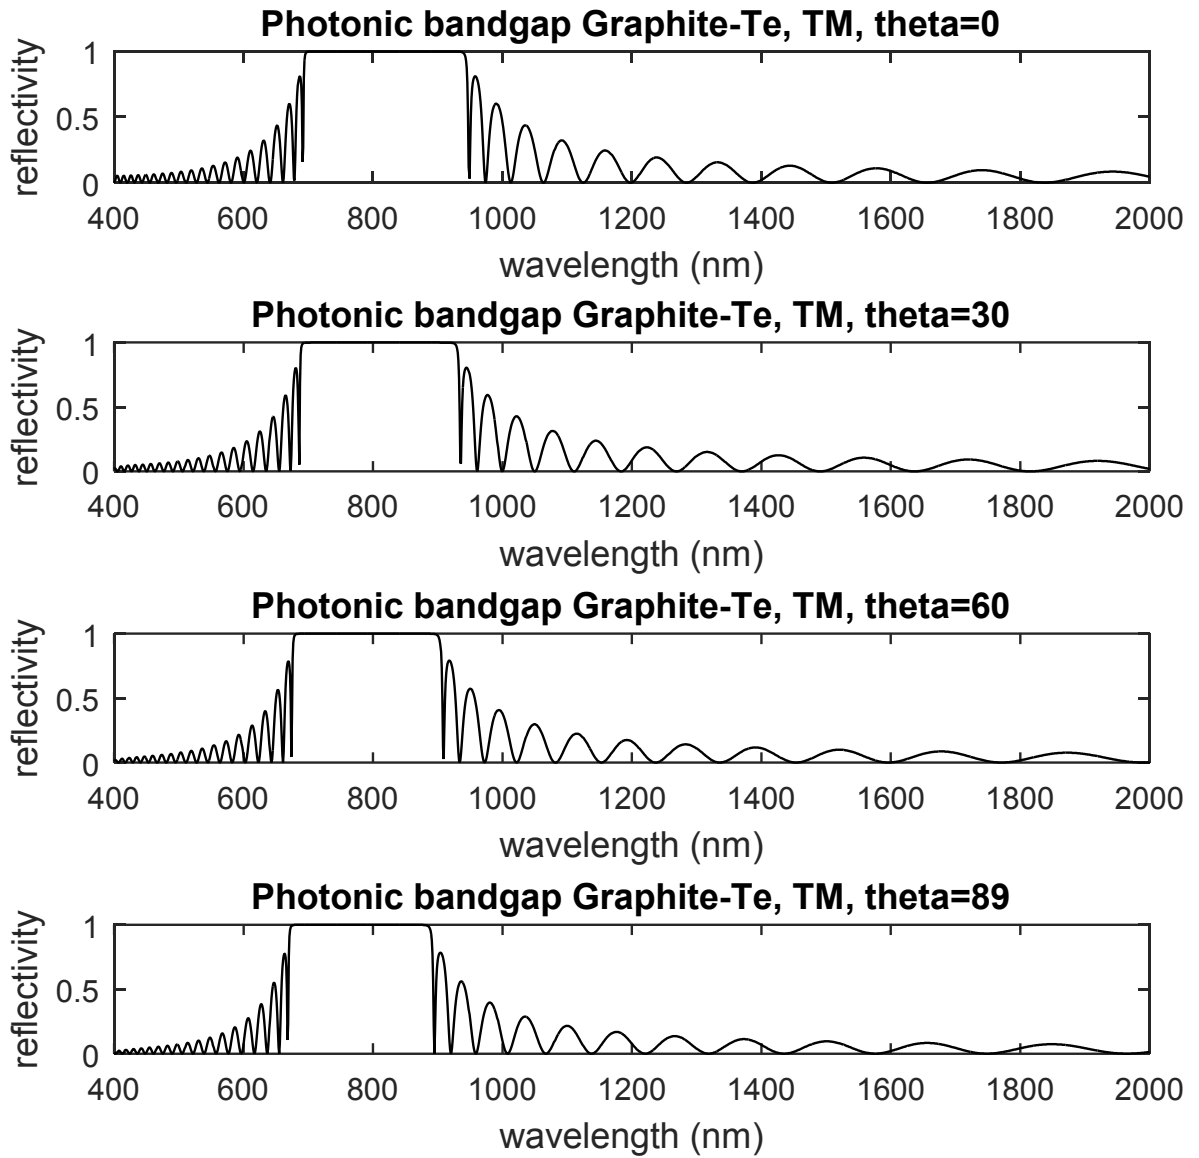 Photonic bandgap Graphite-Te, TM, theta=0
reflectivity
1
0.5
0
400 600 800 1000 1200 1400 1600 1800 2000
wavelength (nm)
Photonic bandgap Graphite-Te, TM, theta=30
reflectivity
1
0.5
0
400 600 800 1000 1200 1400 1600 1800 2000
wavelength (nm)
Photonic bandgap Graphite-Te, TM, theta=60
reflectivity
1
0.5
0
400 600 800 1000 1200 1400 1600 1800 2000
wavelength (nm)
Photonic bandgap Graphite-Te, TM, theta=89
reflectivity
1
0.5
0
400 600 800 1000 1200 1400 1600 1800 2000
wavelength (nm)